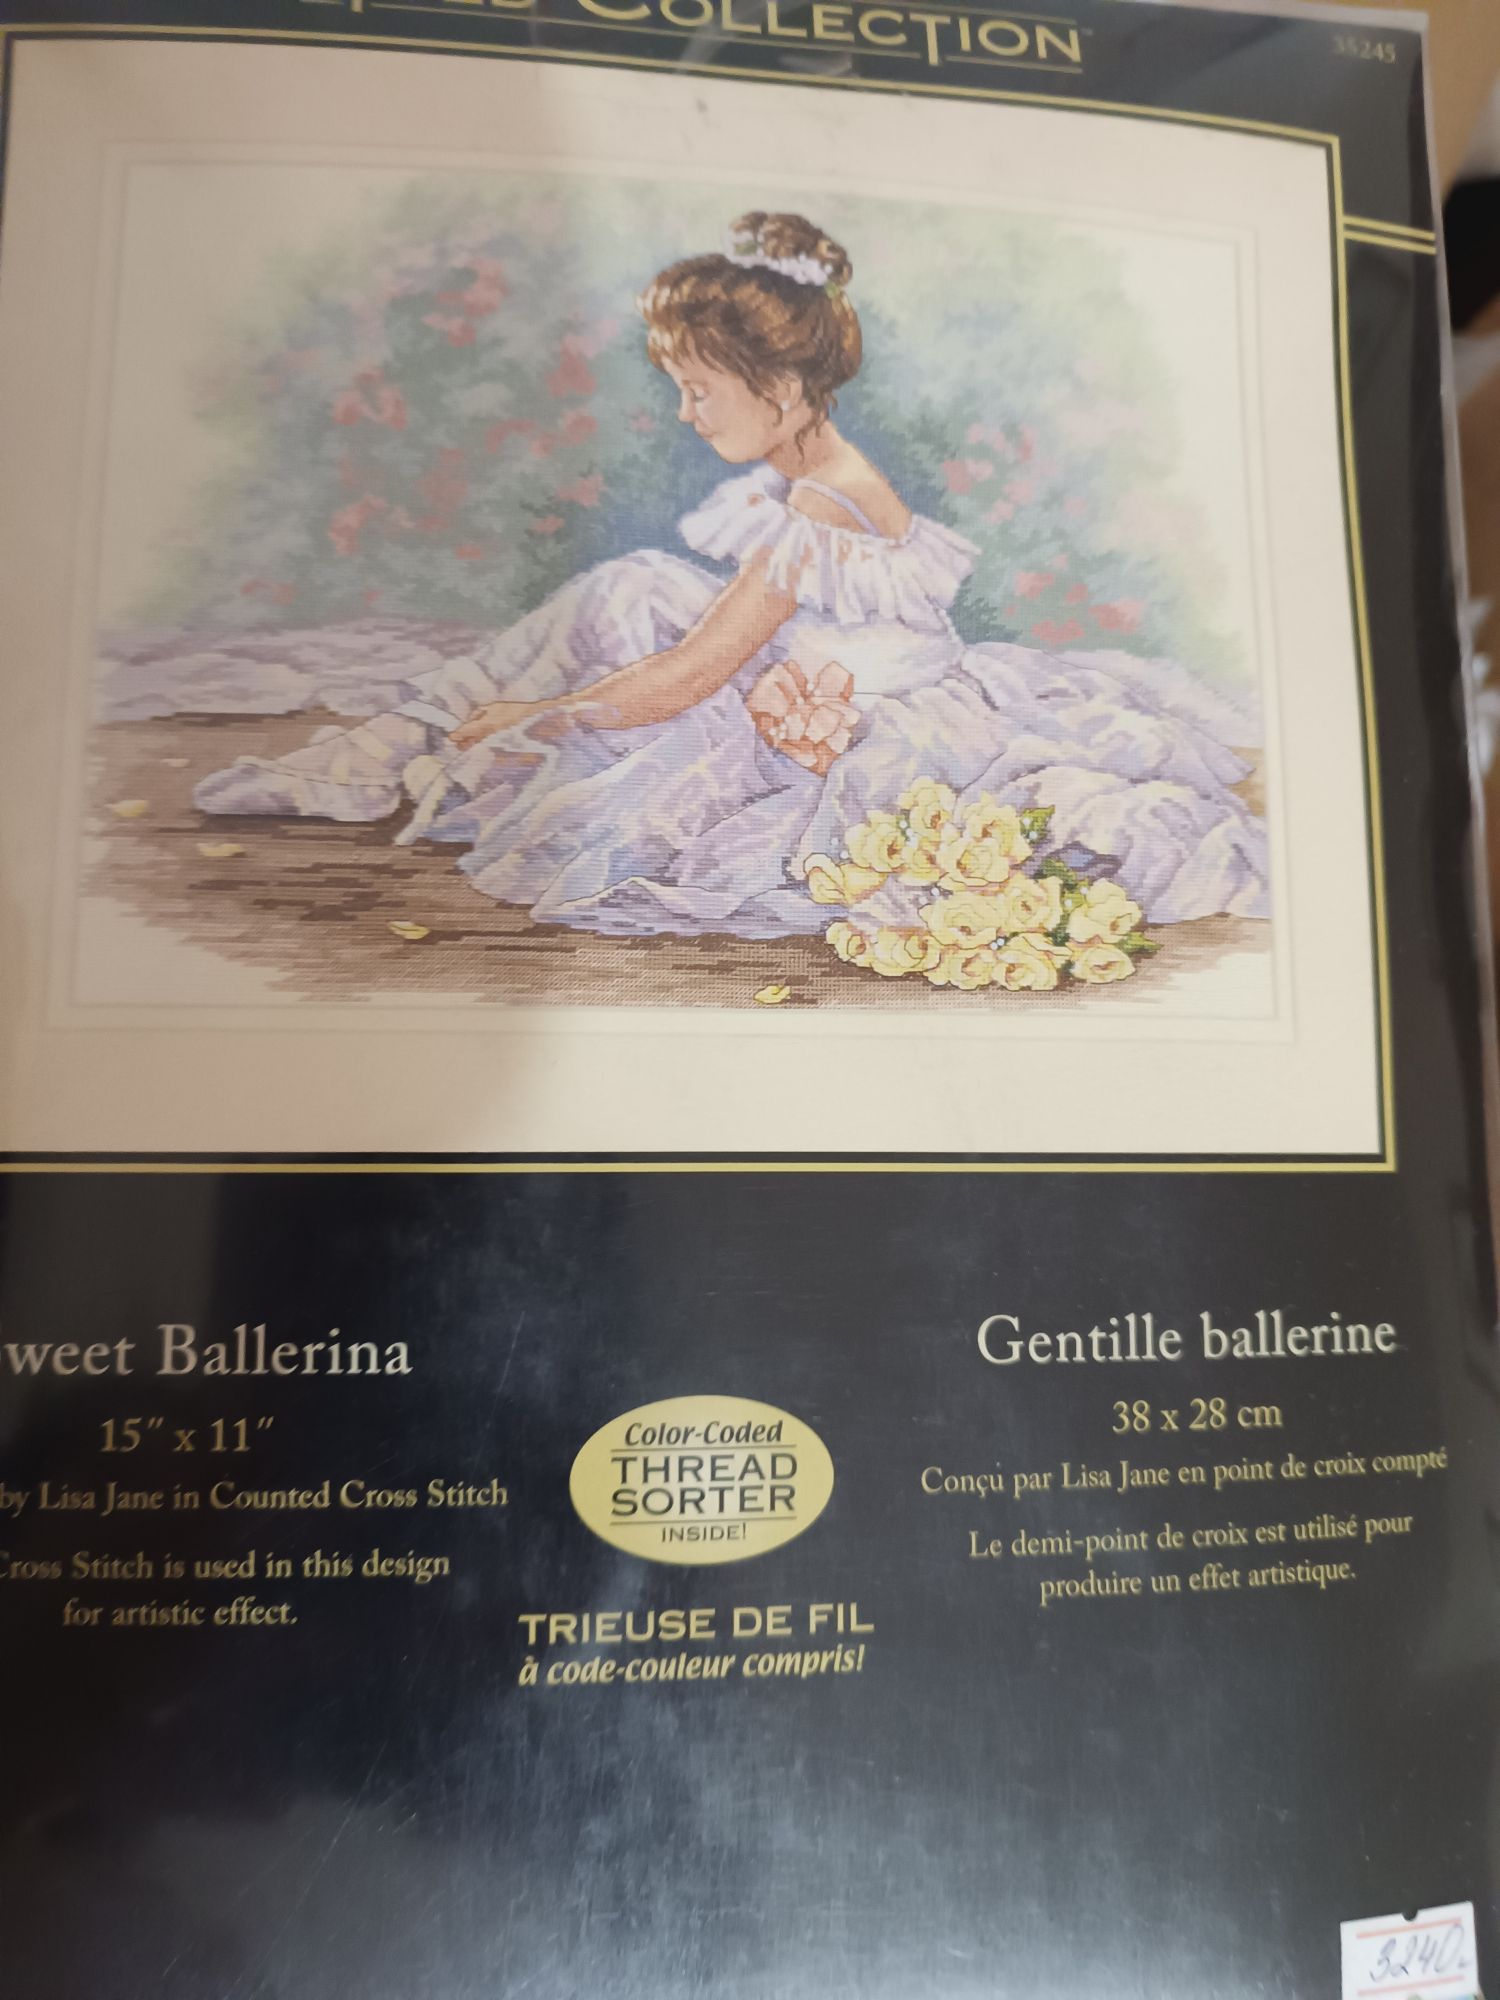 COLLECTION
35245
Sweet Ballerina
15" x 11"
by Lisa Jane in Counted Cross Stitch
Cross Stitch is used in this design
for artistic effect.
Color-Coded
THREAD
SORTER
INSIDE!
TRIEUSE DE FIL
à code-couleur compris!
Gentille ballerine
38 x 28 cm
Conçu par Lisa Jane en point de croix compté
Le demi-point de croix est utilisé pour
produire un effet artistique.
3240